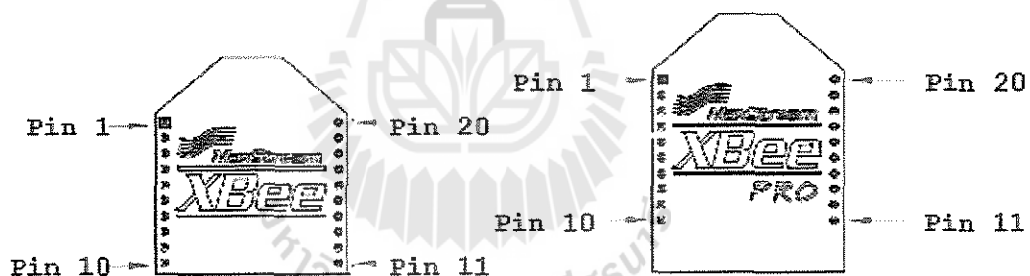 Pin 1
Pin 20
MaxStream
XBee
Pin 10
Pin 11
Pin 1
Pin 20
MaxStream
XBee
PRO
Pin 10
Pin 11